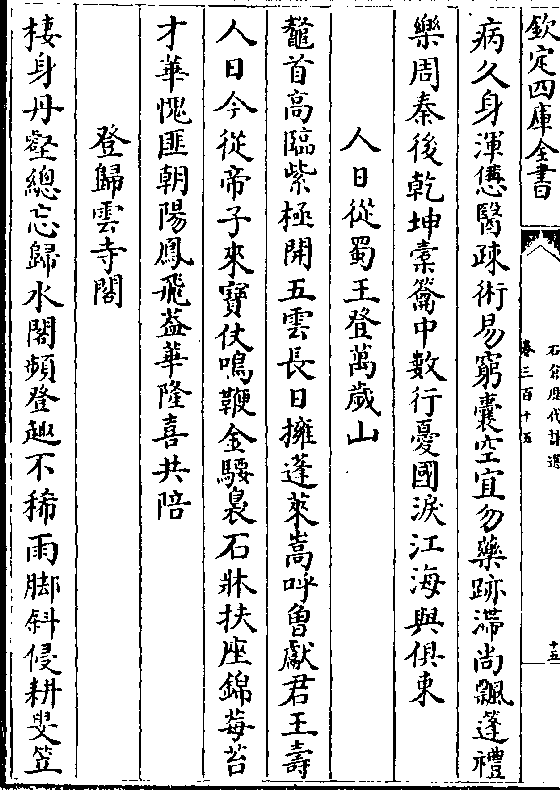 欽定四庫全書
石倉歷代詩選
卷三百十五
十五
病久身渾憊醫疎術易窮囊空宜勿藥跡滯尚飄蓬禮
樂周秦後乾坤橐籥中數行憂國淚江海與俱東
人日從蜀王登萬歲山
鼇首高臨紫極開五雲長日擁蓬萊嵩呼曾獻君王壽
人日今從帝子來寶仗鳴鞭金騕褭石牀扶座錦莓苔
才華愧匪朝陽鳳飛葢華隆喜共陪
登歸雲寺閣
棲身丹壑總忘歸水閣頻登趣不稀雨脚斜侵耕叟笠